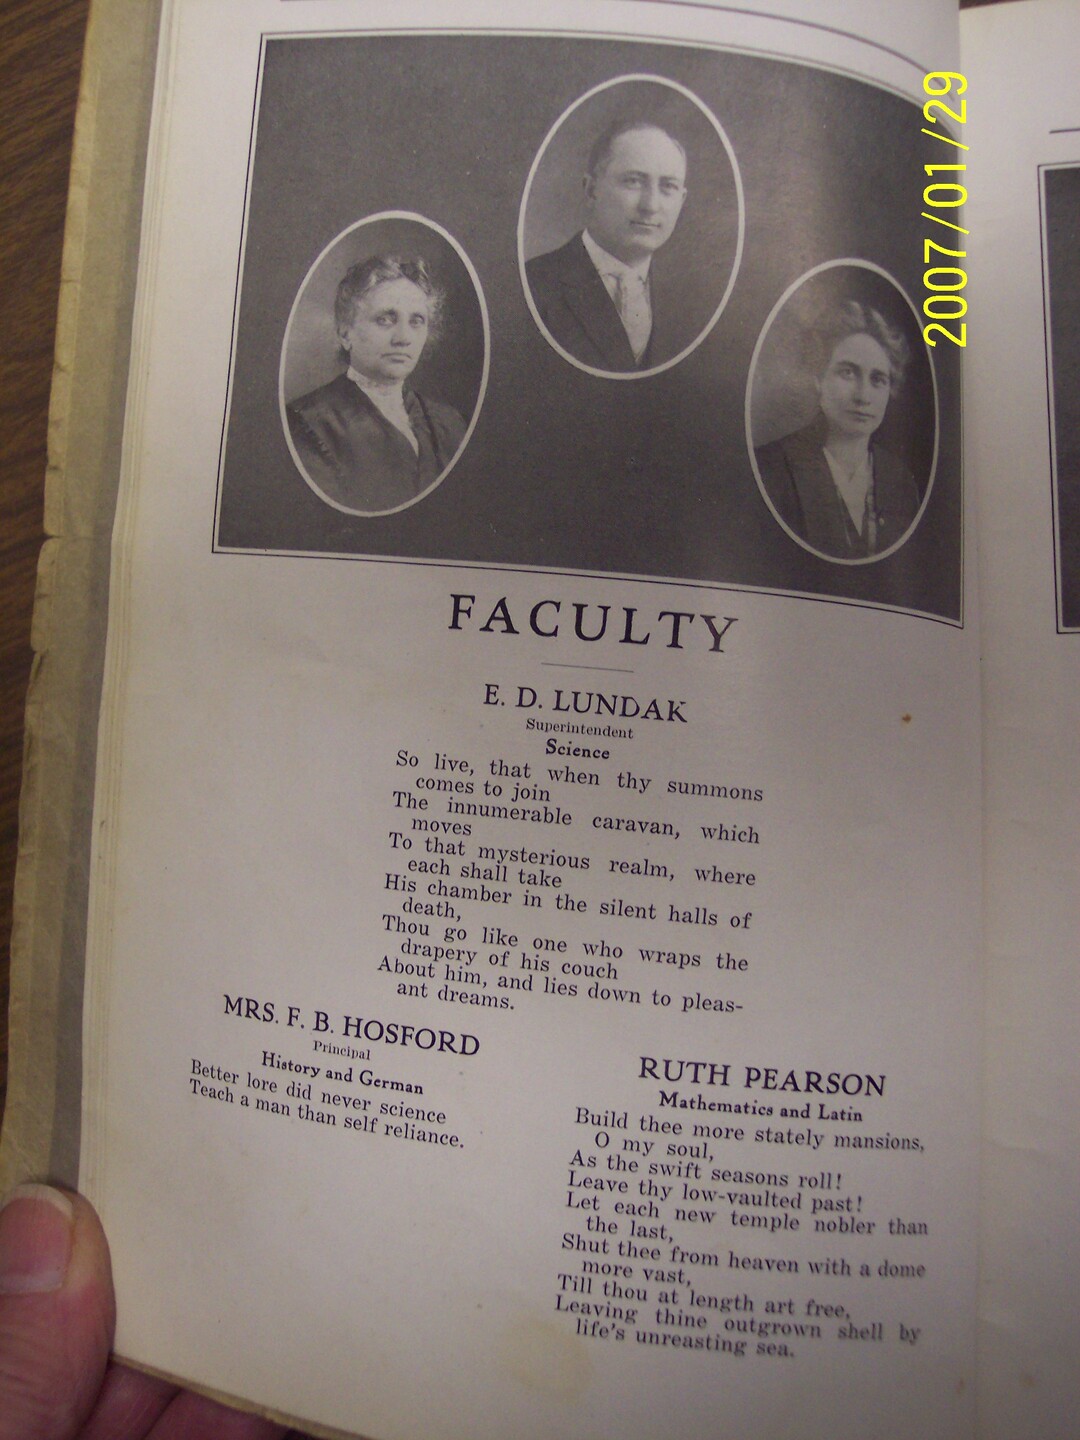 2007/01/29
FACULTY
E. D. LUNDAK
Superintendent
Science
So live, that when thy summons
comes to join
The innumerable caravan, which
moves
To that mysterious realm, where
each shall take
His chamber in the silent halls of
death,
Thou go like one who wraps the
drapery of his couch
About him, and lies down to pleas-
ant dreams.
MRS. F. B. HOSFORD
Principal
History and German
Better lore did never science
Teach a man than self reliance.
RUTH PEARSON
Mathematics and Latin
Build thee more stately mansions,
O my soul,
As the swift seasons roll!
Leave thy low-vaulted past!
Let each new temple nobler than
the last,
Shut thee from heaven with a dome
more vast,
Till thou at length art free,
Leaving thine outgrown shell by
life's unreasting sea.